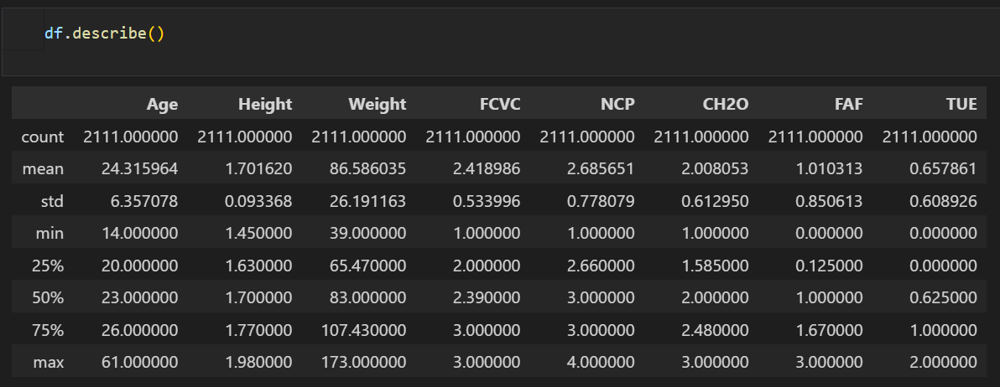 df.describe()
Age Height Weight FCVC NCP CH2O FAF TUE
count 2111.000000 2111.000000 2111.000000 2111.000000 2111.000000 2111.000000 2111.000000 2111.000000
mean 24.315964 1.701620 86.586035 2.418986 2.685651 2.008053 1.010313 0.657861
std 6.357078 0.093368 26.191163 0.533996 0.778079 0.612950 0.850613 0.608926
min 14.000000 1.450000 39.000000 1.000000 1.000000 1.000000 0.000000 0.000000
25% 20.000000 1.630000 65.470000 2.000000 2.660000 1.585000 0.125000 0.000000
50% 23.000000 1.700000 83.000000 2.390000 3.000000 2.000000 1.000000 0.625000
75% 26.000000 1.770000 107.430000 3.000000 3.000000 2.480000 1.670000 1.000000
max 61.000000 1.980000 173.000000 3.000000 4.000000 3.000000 3.000000 2.000000